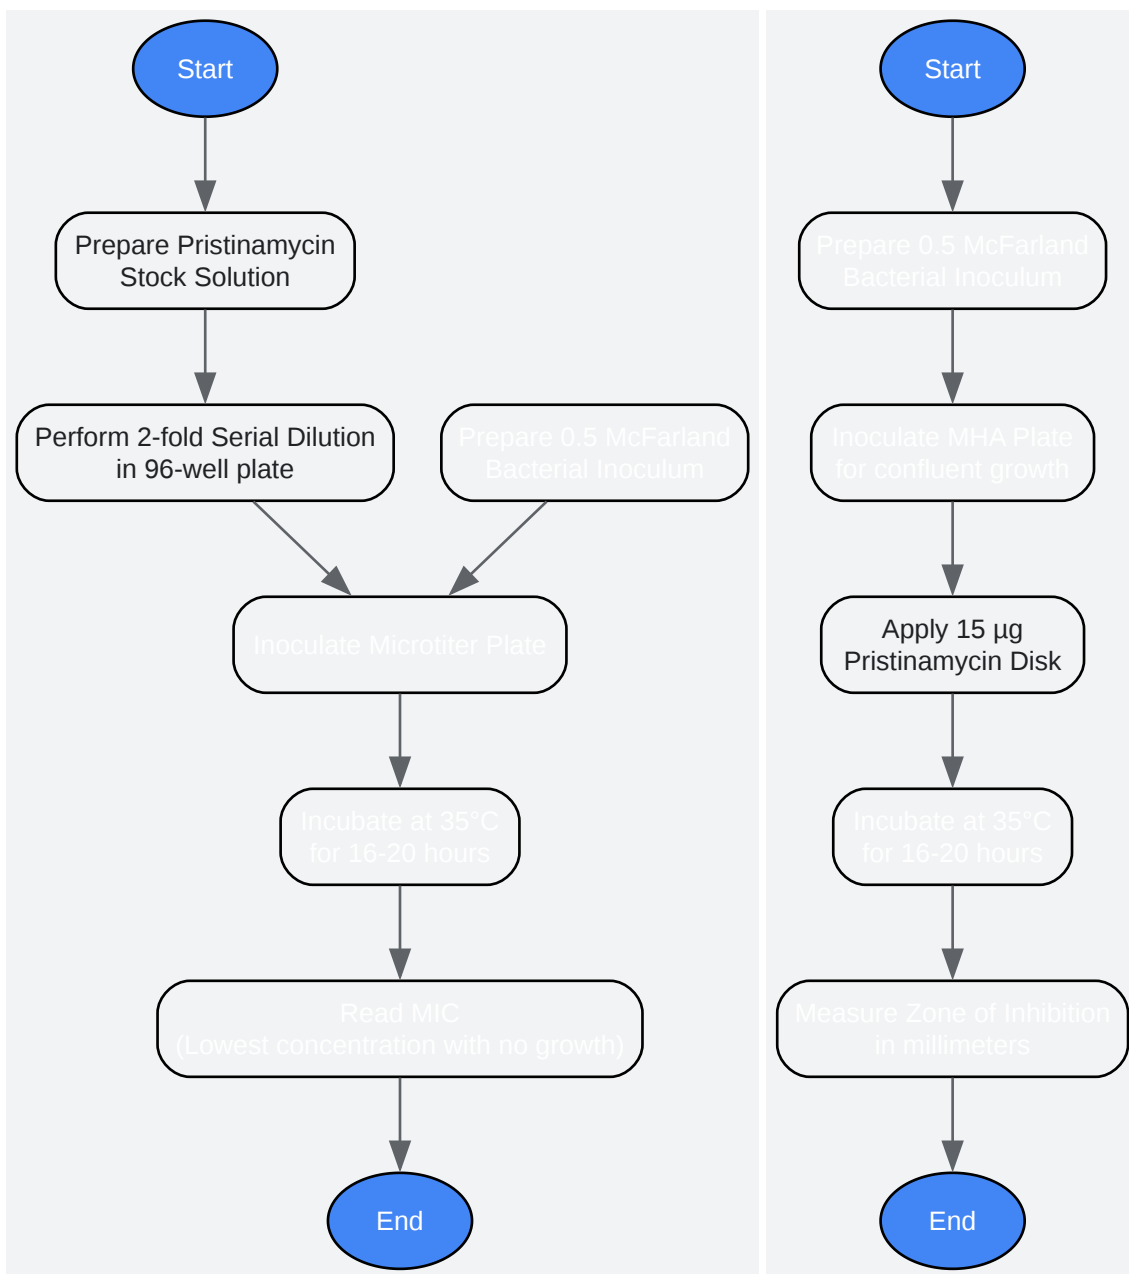 Start
Prepare Pristinamycin
Stock Solution
Perform 2-fold Serial Dilution
in 96-well plate
Prepare 0.5 McFarland
Bacterial Inoculum
Inoculate Microtiter Plate
Incubate at 35°C
for 16-20 hours
Read MIC
(Lowest concentration with no growth)
End
Start
Prepare 0.5 McFarland
Bacterial Inoculum
Inoculate MHA Plate
for confluent growth
Apply 15 µg
Pristinamycin Disk
Incubate at 35°C
for 16-20 hours
Measure Zone of Inhibition
in millimeters
End